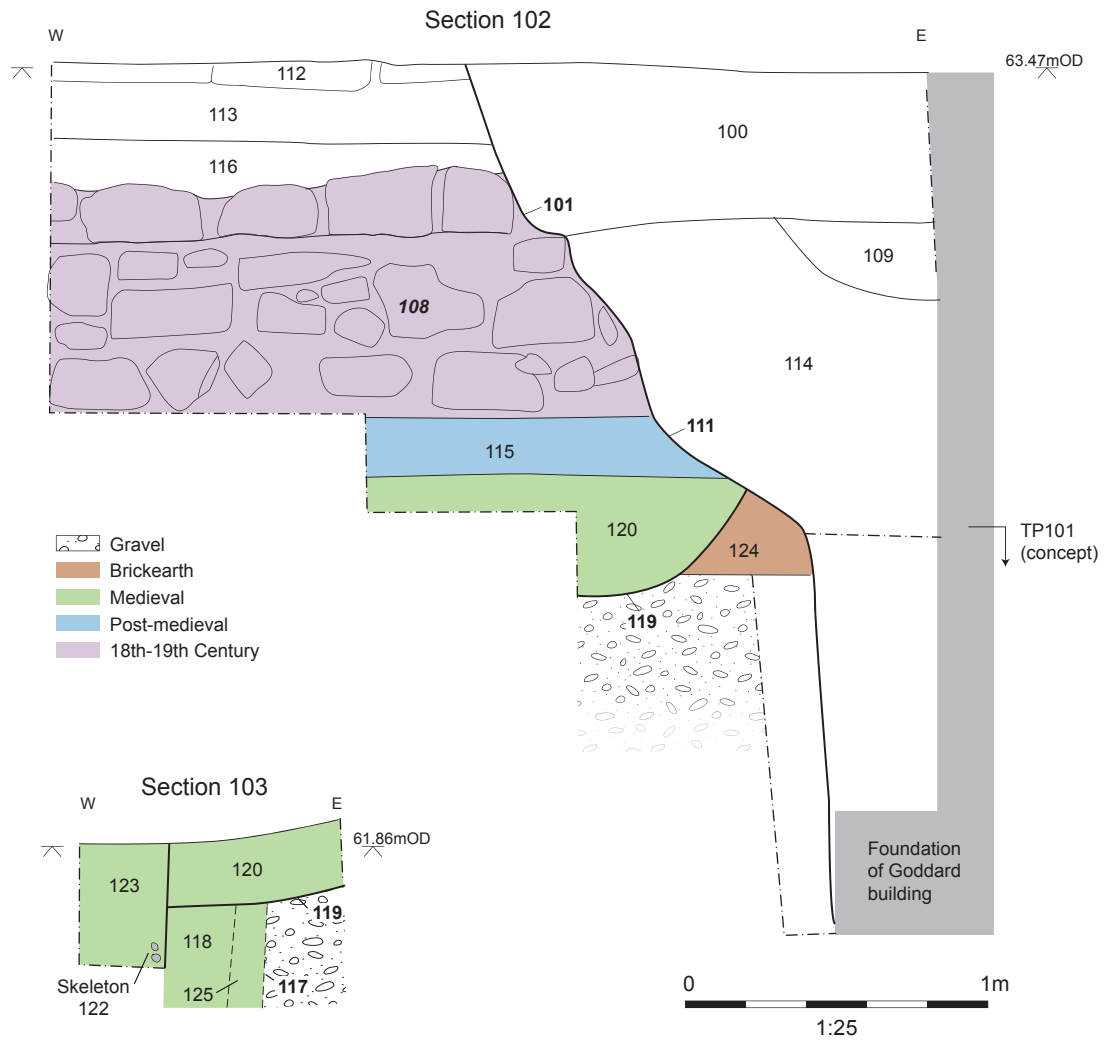 Section 102
W
E
63.47mOD
112
113
100
116
101
109
108
114
111
115
120
124
TP101
(concept)
119
Gravel
Brickearth
Medieval
Post-medieval
18th-19th Century
Section 103
W
E
61.86mOD
123
120
119
118
Skeleton
122
125
117
Foundation
of Goddard
building
0
1m
1:25